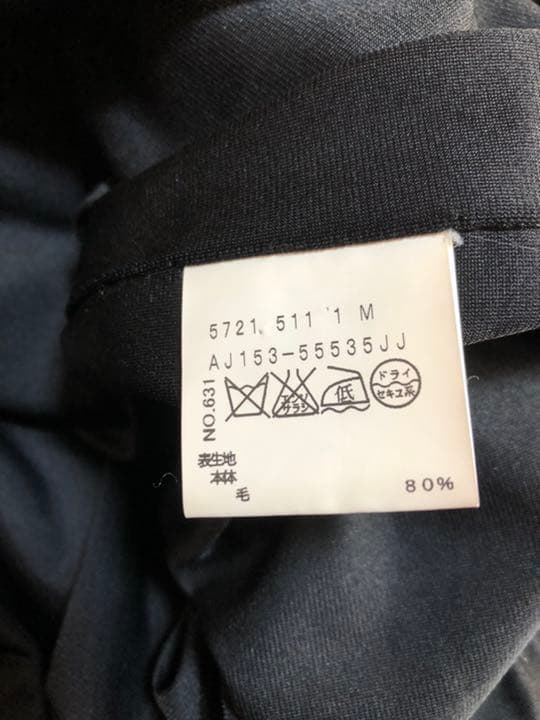 5721 511 1 M
AJ153-55535JJ
NO.631
エンソ
サラシ
低
ドライ
セキユ系
表生地
本体
毛 80%